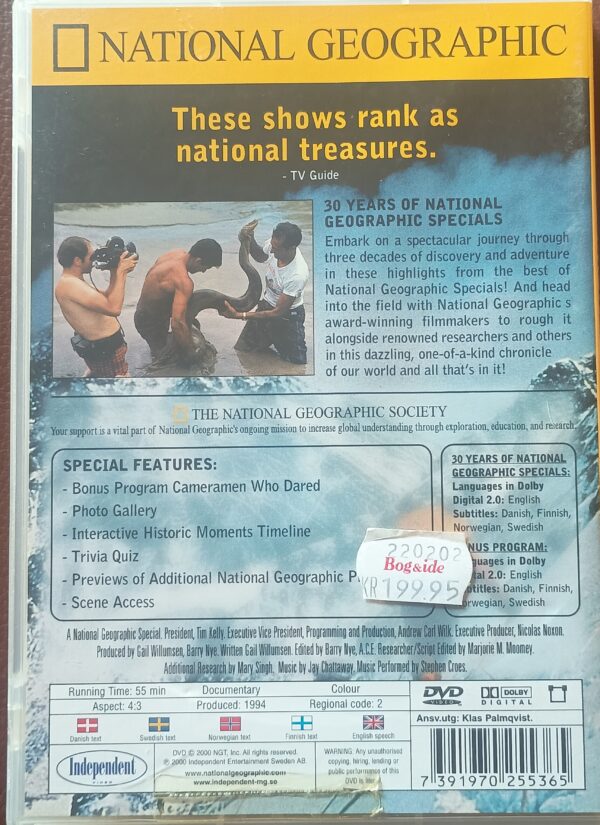 NATIONAL GEOGRAPHIC
These shows rank as
national treasures.
- TV Guide
30 YEARS OF NATIONAL
GEOGRAPHIC SPECIALS
Embark on a spectacular journey through
three decades of discovery and adventure
in these highlights from the best of
National Geographic Specials! And head
into the field with National Geographic s
award-winning filmmakers to rough it
alongside renowned researchers and others
in this dazzling, one-of-a-kind chronicle
of our world and all that's in it!
THE NATIONAL GEOGRAPHIC SOCIETY
Your support is a vital part of National Geographic's ongoing mission to increase global understanding through exploration, education, and research.
SPECIAL FEATURES:
- Bonus Program Cameramen Who Dared
- Photo Gallery
- Interactive Historic Moments Timeline
- Trivia Quiz
- Previews of Additional National Geographic P
- Scene Access
30 YEARS OF NATIONAL
GEOGRAPHIC SPECIALS:
Languages in Dolby
Digital 2.0: English
Subtitles: Danish, Finnish,
Norwegian, Swedish
NUS PROGRAM:
guages in Dolby
tal 2.0: English
titles: Danish, Finnish,
rwegian, Swedish
220202
Bog&ide
KR 199.95
A National Geographic Special. President, Tim Kelly. Executive Vice President, Programming and Production, Andrew Carl Wilk. Executive Producer, Nicolas Noxon.
Produced by Gail Willumsen, Barry Nye. Written Gail Willumsen. Edited by Barry Nye, A.C.E. Researcher/Script Edited by Marjorie M. Moomey.
Additional Research by Mary Singh. Music by Jay Chattaway. Music Performed by Stephen Croes.
Running Time: 55 min Documentary Colour
Aspect: 4:3 Produced: 1994 Regional code: 2
Danish text Swedish text Norwegian text Finnish text English speech
DVD VIDEO DOLBY DIGITAL
Ansv.utg: Klas Palmqvist.
Independent
VIDEO
DVD © 2000 NGT, Inc. All rights reserved.
℗ 2000 Independent Entertainment Sweden AB.
www.nationalgeographic.com
www.independent-mg.se
WARNING: Any unauthorised
copying, hiring, lending or
public performance of this
DVD is
7 391970 255365